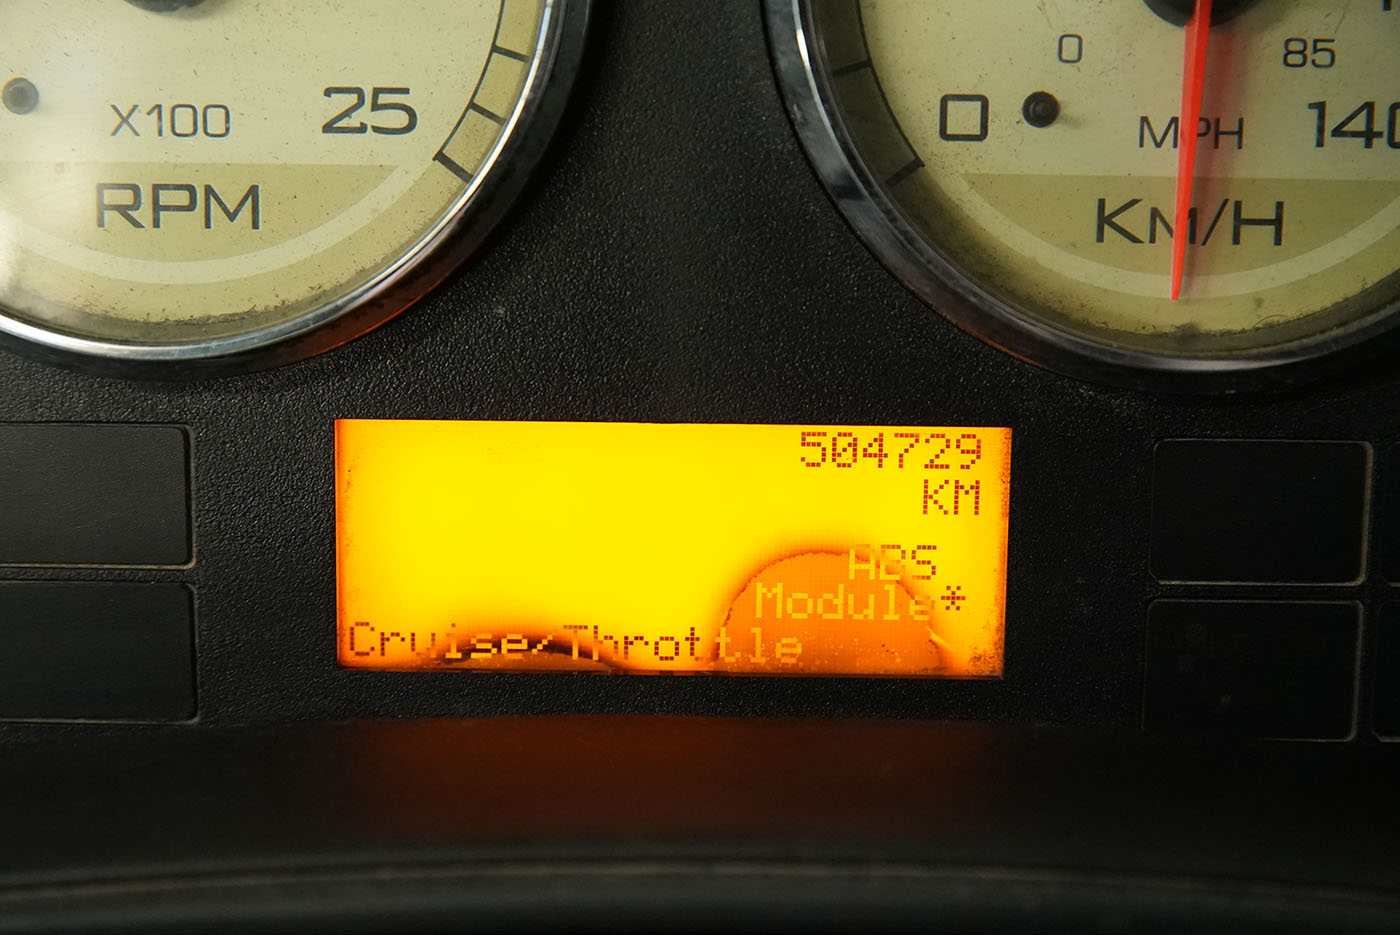 X100
25
RPM
0
85
0
MPH
140
KM/H
504729
KM
ABS
Module*
Cruise/Throttle